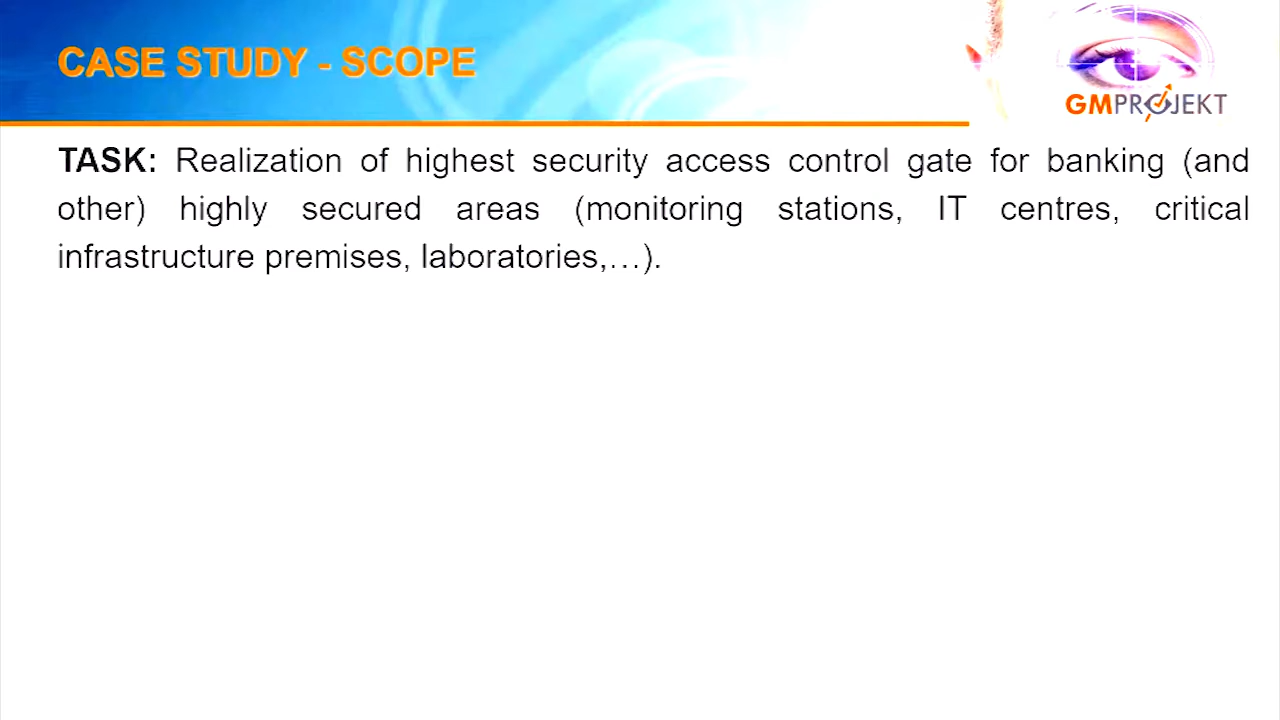 CASE STUDY - SCOPE
GMPROJEKT
TASK: Realization of highest security access control gate for banking (and
other) highly secured areas (monitoring stations, IT centres, critical
infrastructure premises, laboratories,…).